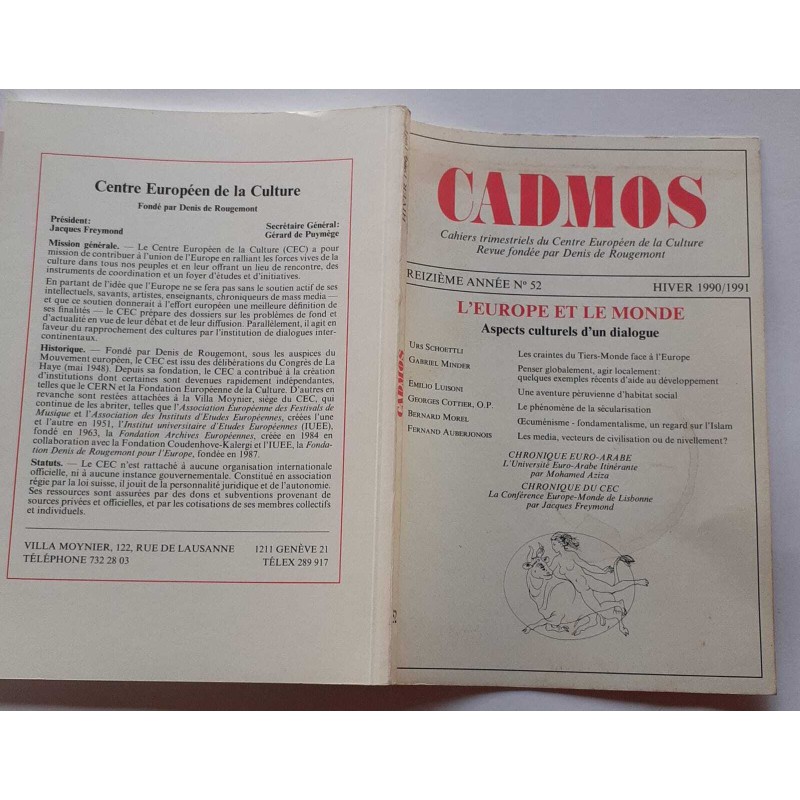 Centre Européen de la Culture
Fondé par Denis de Rougemont
Président:
Jacques Freymond
Secrétaire Général:
Gérard de Puymège
Mission générale. — Le Centre Européen de la Culture (CEC) a pour
mission de contribuer à l'union de l'Europe en ralliant les forces vives de la
culture dans tous nos peuples et en leur offrant un lieu de rencontre, des
instruments de coordination et un foyer d'études et d'initiatives.
En partant de l'idée que l'Europe ne se fera pas sans le soutien actif de ses
intellectuels, savants, artistes, enseignants, chroniqueurs de mass media —
et que ce soutien donnerait à l'effort européen une meilleure définition de
ses finalités — le CEC prépare des dossiers sur les problèmes de fond et
d'actualité en vue de leur débat et de leur diffusion. Parallèlement, il agit en
faveur du rapprochement des cultures par l'institution de dialogues inter-
continentaux.
Historique. — Fondé par Denis de Rougemont, sous les auspices du
Mouvement européen, le CEC est issu des délibérations du Congrès de La
Haye (mai 1948). Depuis sa fondation, le CEC a contribué à la création
d'institutions dont certaines sont devenues rapidement indépendantes,
telles que le CERN et la Fondation Européenne de la Culture. D'autres en
revanche sont restées attachées à la Villa Moynier, siège du CEC, qui
continue de les abriter, telles que l'Association Européenne des Festivals de
Musique et l'Association des Instituts d'Etudes Européennes, créées l'une
et l'autre en 1951, l'Institut universitaire d'Etudes Européennes (IUEE),
fondé en 1963, la Fondation Archives Européennes, créée en 1984 en
collaboration avec la Fondation Coudenhove-Kalergi et l'IUEE, la Fonda-
tion Denis de Rougemont pour l'Europe, fondée en 1987.
Statuts. — Le CEC n'est rattaché à aucune organisation internationale
officielle, ni à aucune instance gouvernementale. Constitué en association
régie par la loi suisse, il jouit de la personnalité juridique et de l'autonomie.
Ses ressources sont assurées par des dons et subventions provenant de
sources privées et officielles, et par les cotisations de ses membres collectifs
et individuels.
VILLA MOYNIER, 122, RUE DE LAUSANNE 1211 GENÈVE 21
TÉLÉPHONE 732 28 03 TÉLEX 289 917
CADMOS
52
CADMOS
Cahiers trimestriels du Centre Européen de la Culture
Revue fondée par Denis de Rougemont
REIZIÈME ANNÉE N° 52 HIVER 1990/1991
L'EUROPE ET LE MONDE
Aspects culturels d'un dialogue
URS SCHOETTLI Les craintes du Tiers-Monde face à l'Europe
GABRIEL MINDER Penser globalement, agir localement:
quelques exemples récents d'aide au développement
EMILIO LUISONI Une aventure péruvienne d'habitat social
GEORGES COTTIER, O.P. Le phénomène de la sécularisation
BERNARD MOREL Œcuménisme - fondamentalisme, un regard sur l'Islam
FERNAND AUBERJONOIS Les media, vecteurs de civilisation ou de nivellement?
CHRONIQUE EURO-ARABE
L'Université Euro-Arabe Itinérante
par Mohamed Aziza
CHRONIQUE DU CEC
La Conférence Europe-Monde de Lisbonne
par Jacques Freymond